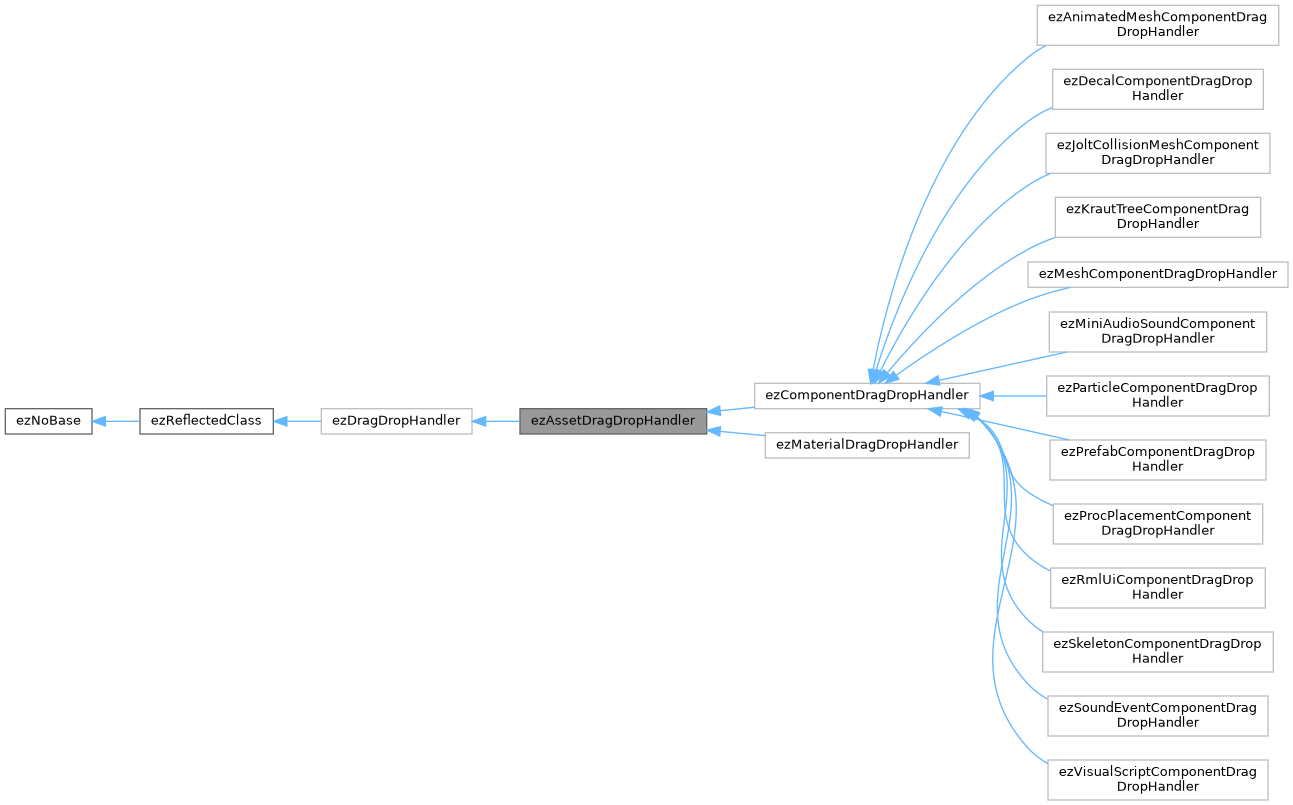 ezNoBase
ezReflectedClass
ezDragDropHandler
ezAssetDragDropHandler
ezComponentDragDropHandler
ezMaterialDragDropHandler
ezAnimatedMeshComponentDrag
DropHandler
ezDecalComponentDragDrop
Handler
ezJoltCollisionMeshComponent
DragDropHandler
ezKrautTreeComponentDrag
DropHandler
ezMeshComponentDragDropHandler
ezMiniAudioSoundComponent
DragDropHandler
ezParticleComponentDragDrop
Handler
ezPrefabComponentDragDrop
Handler
ezProcPlacementComponent
DragDropHandler
ezRmlUiComponentDragDrop
Handler
ezSkeletonComponentDragDrop
Handler
ezSoundEventComponentDrag
DropHandler
ezVisualScriptComponentDrag
DropHandler